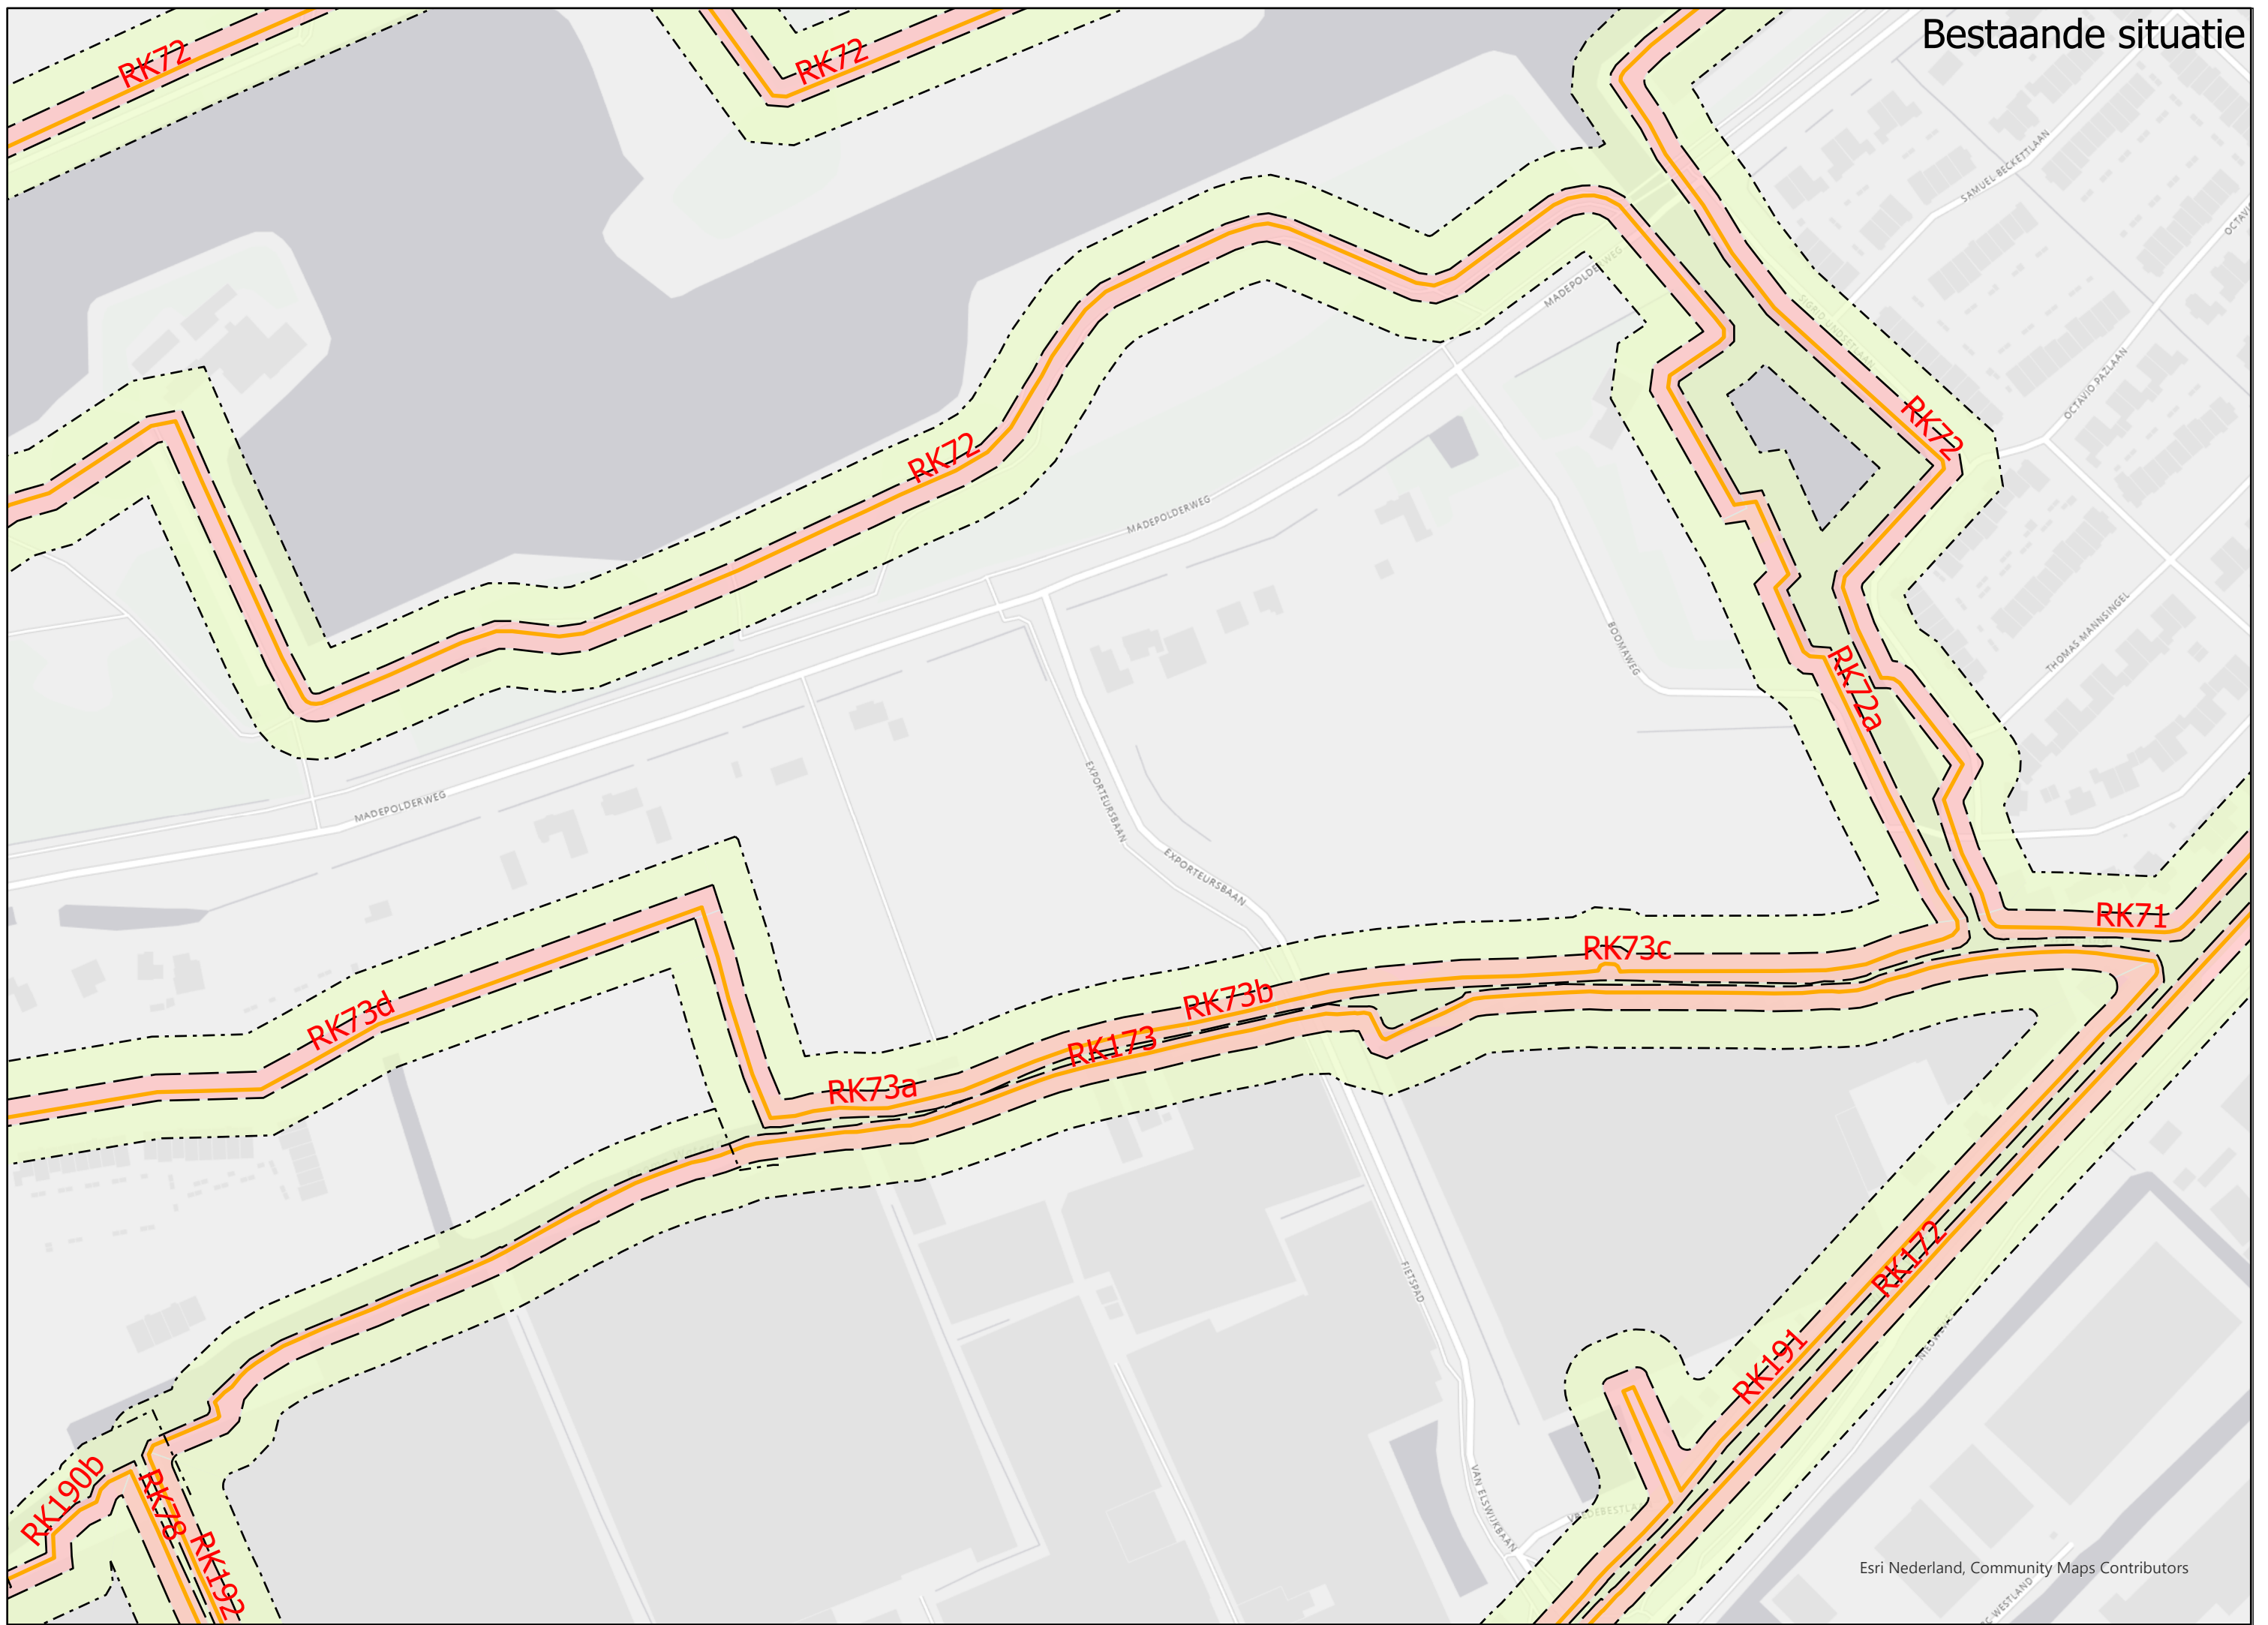 Bestaande situatie
RK72
RK72
SAMUEL BECKETTLAAN
MADEPOLDERWEG
OCTAVIO PAZLAAN
RK72
RK72
MADEPOLDERWEG
THOMAS MANNSINGEL
BOOMAWEG
RK72a
MADEPOLDERWEG
EXPORTEURSBAAN
EXPORTEURSBAAN
RK71
RK73c
RK73b
RK73d
RK173
RK73a
RK172
FIETSPAD
RK191
RK190b
RK78
RK192
VAN ELSWIJKBAAN
Esri Nederland, Community Maps Contributors